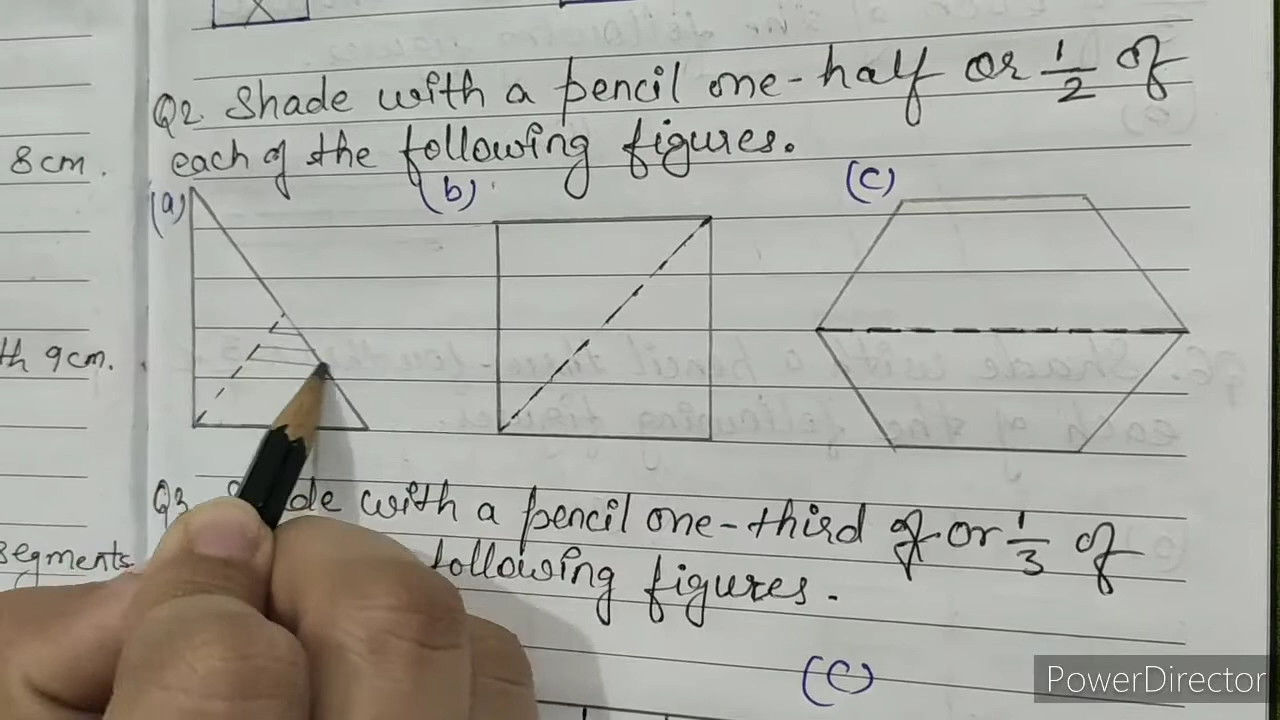 8cm.
th 9cm.
segments
Q2 Shade with a pencil one-half or 1/2 of
each of the following figures.
(a) (b) (c)
Q3 de with a pencil one-third of or 1/3 of
following figures.
(c)
PowerDirector